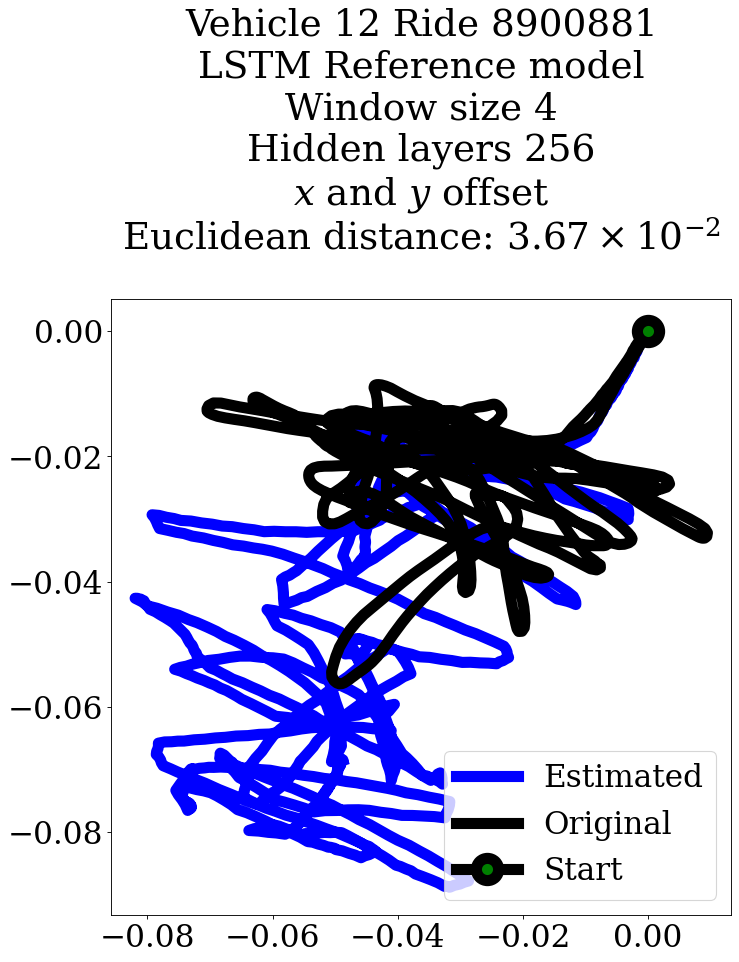 Vehicle 12 Ride 8900881
LSTM Reference model
Window size 4
Hidden layers 256
x and y offset
Euclidean distance: 3.67 × 10⁻²
0.00
−0.02
−0.04
−0.06
−0.08
Estimated
Original
Start
−0.08 −0.06 −0.04 −0.02 0.00